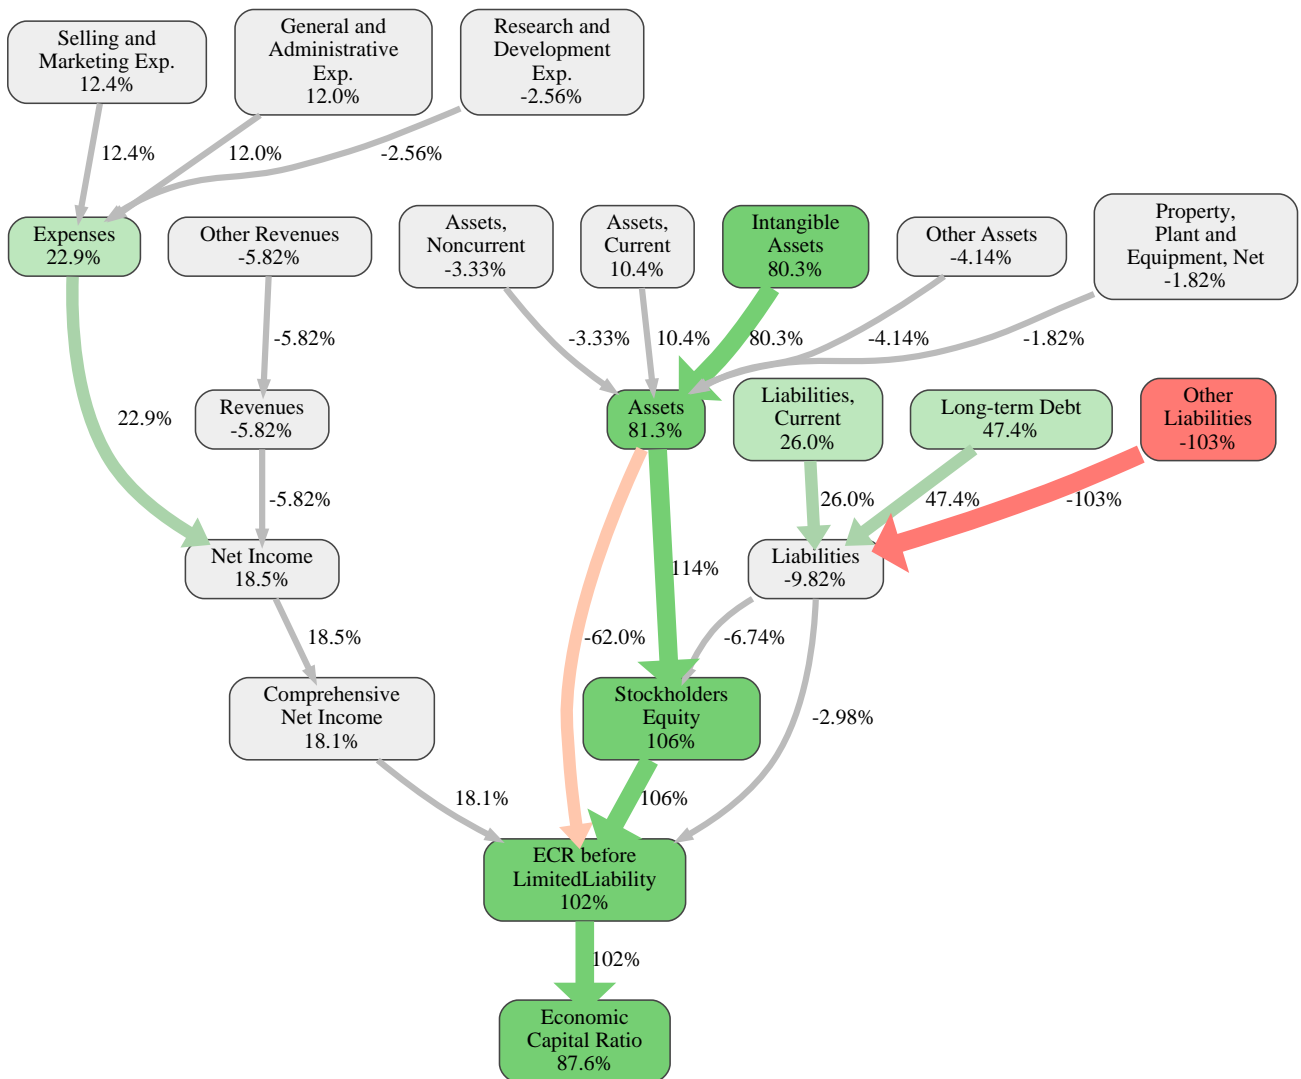 Selling and
Marketing Exp.
12.4%
General and
Administrative
Exp.
12.0%
Research and
Development
Exp.
-2.56%
12.4%
12.0%
-2.56%
Expenses
22.9%
Other Revenues
-5.82%
Assets,
Noncurrent
-3.33%
Assets,
Current
10.4%
Intangible
Assets
80.3%
Other Assets
-4.14%
Property,
Plant and
Equipment, Net
-1.82%
-5.82%
-3.33%
10.4%
80.3%
-4.14%
-1.82%
22.9%
Revenues
-5.82%
Assets
81.3%
Liabilities,
Current
26.0%
Long-term Debt
47.4%
Other
Liabilities
-103%
-5.82%
26.0%
47.4%
-103%
Net Income
18.5%
114%
Liabilities
-9.82%
18.5%
-62.0%
-6.74%
Comprehensive
Net Income
18.1%
Stockholders
Equity
106%
-2.98%
18.1%
106%
ECR before
LimitedLiability
102%
102%
Economic
Capital Ratio
87.6%